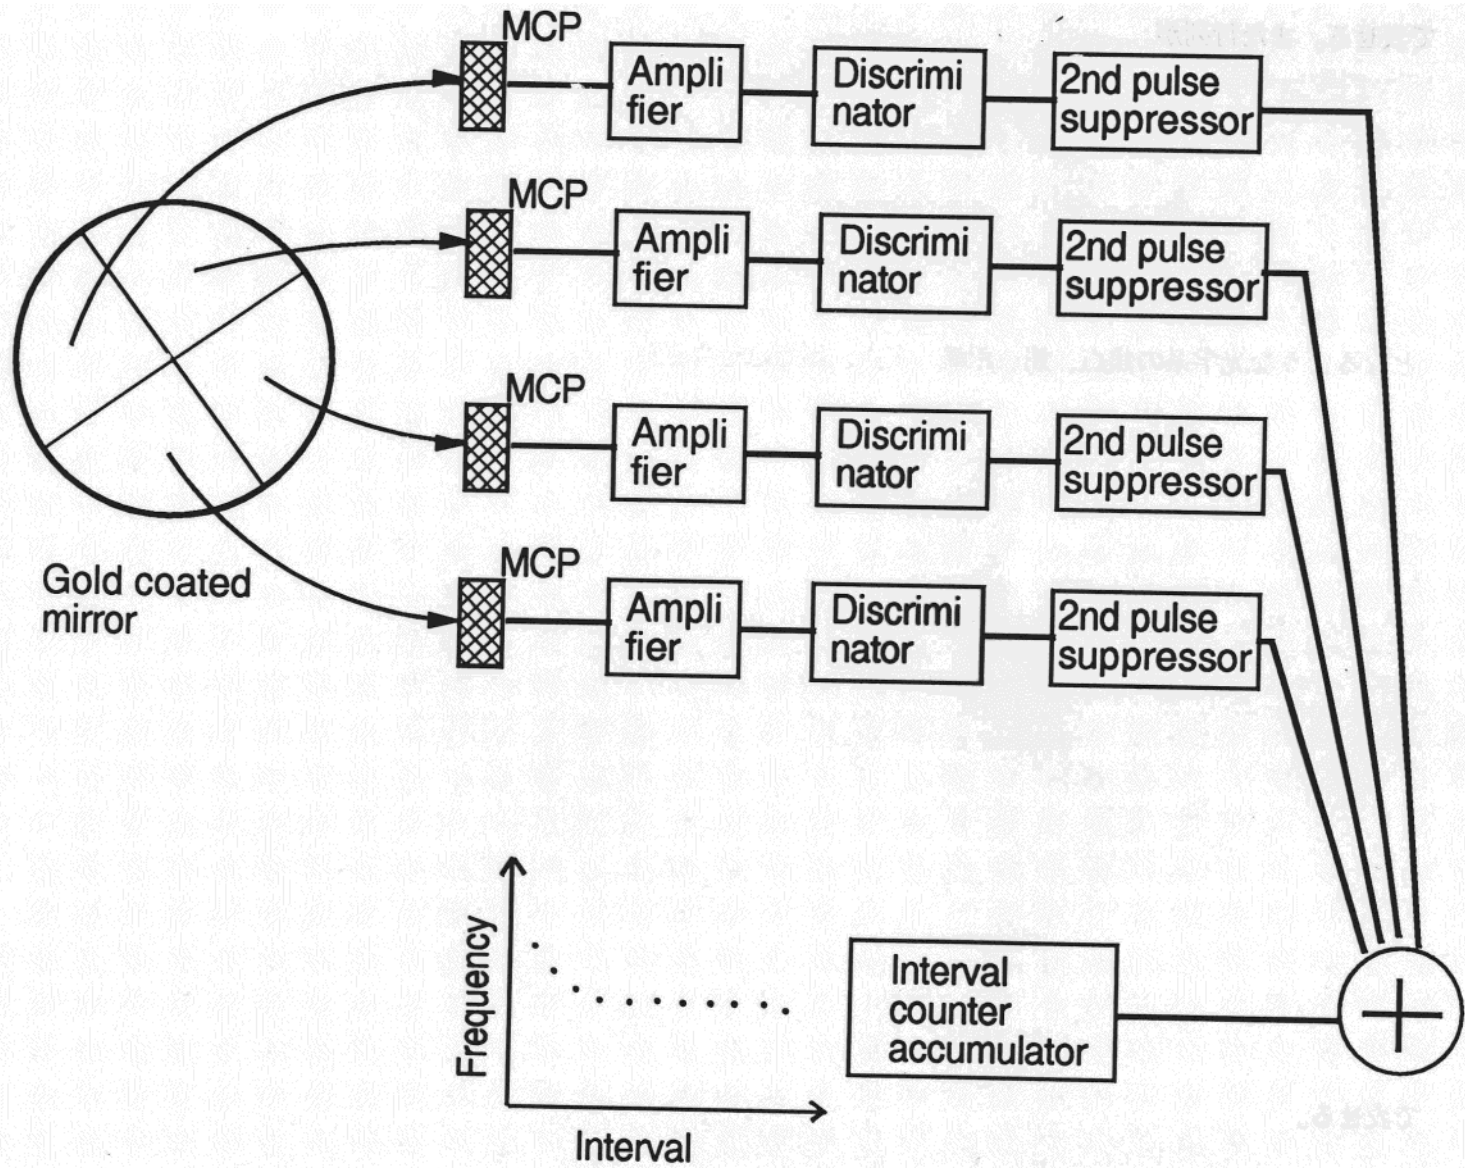 MCP
Ampli
fier
Discrimi
nator
2nd pulse
suppressor
MCP
Ampli
fier
Discrimi
nator
2nd pulse
suppressor
MCP
Ampli
fier
Discrimi
nator
2nd pulse
suppressor
Gold coated
mirror
MCP
Ampli
fier
Discrimi
nator
2nd pulse
suppressor
Frequency
Interval
Interval
counter
accumulator